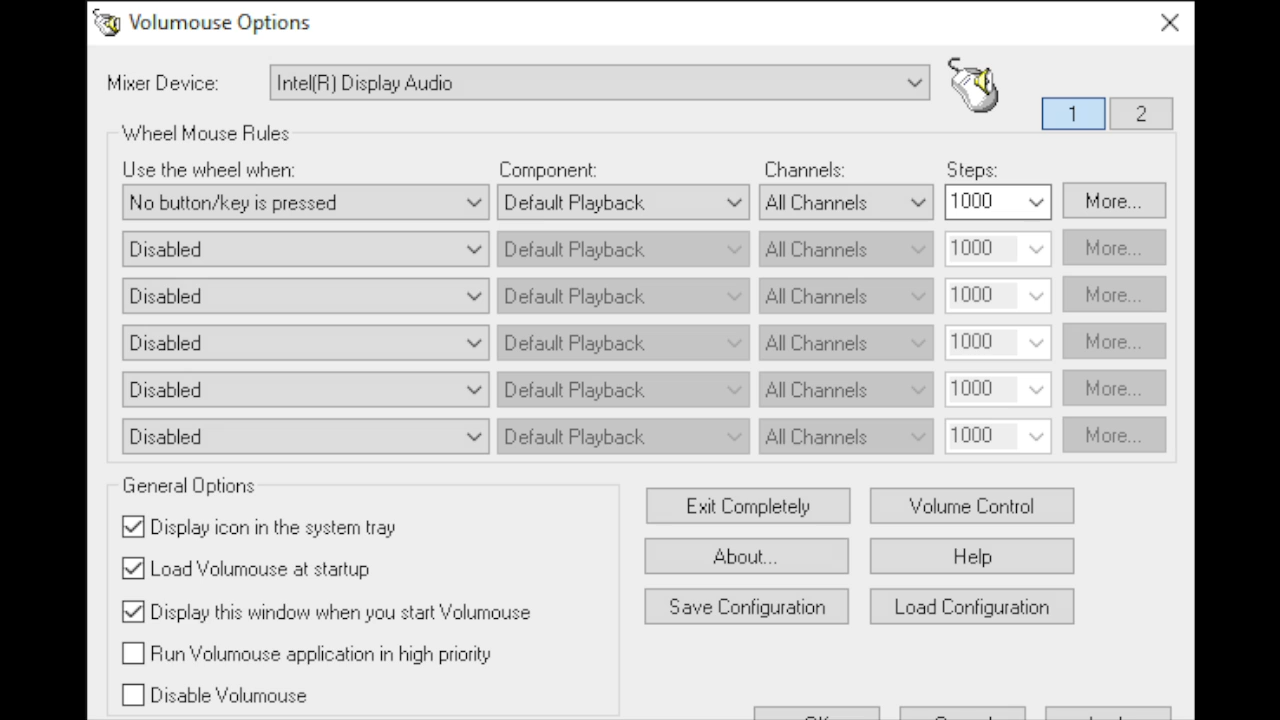 Volumouse Options
Mixer Device: Intel(R) Display Audio
1 2
Wheel Mouse Rules
Use the wheel when: Component: Channels: Steps:
No button/key is pressed Default Playback All Channels 1000 More...
Disabled Default Playback All Channels 1000 More...
Disabled Default Playback All Channels 1000 More...
Disabled Default Playback All Channels 1000 More...
Disabled Default Playback All Channels 1000 More...
Disabled Default Playback All Channels 1000 More...
General Options
Display icon in the system tray
Load Volumouse at startup
Display this window when you start Volumouse
Run Volumouse application in high priority
Disable Volumouse
Exit Completely Volume Control
About... Help
Save Configuration Load Configuration